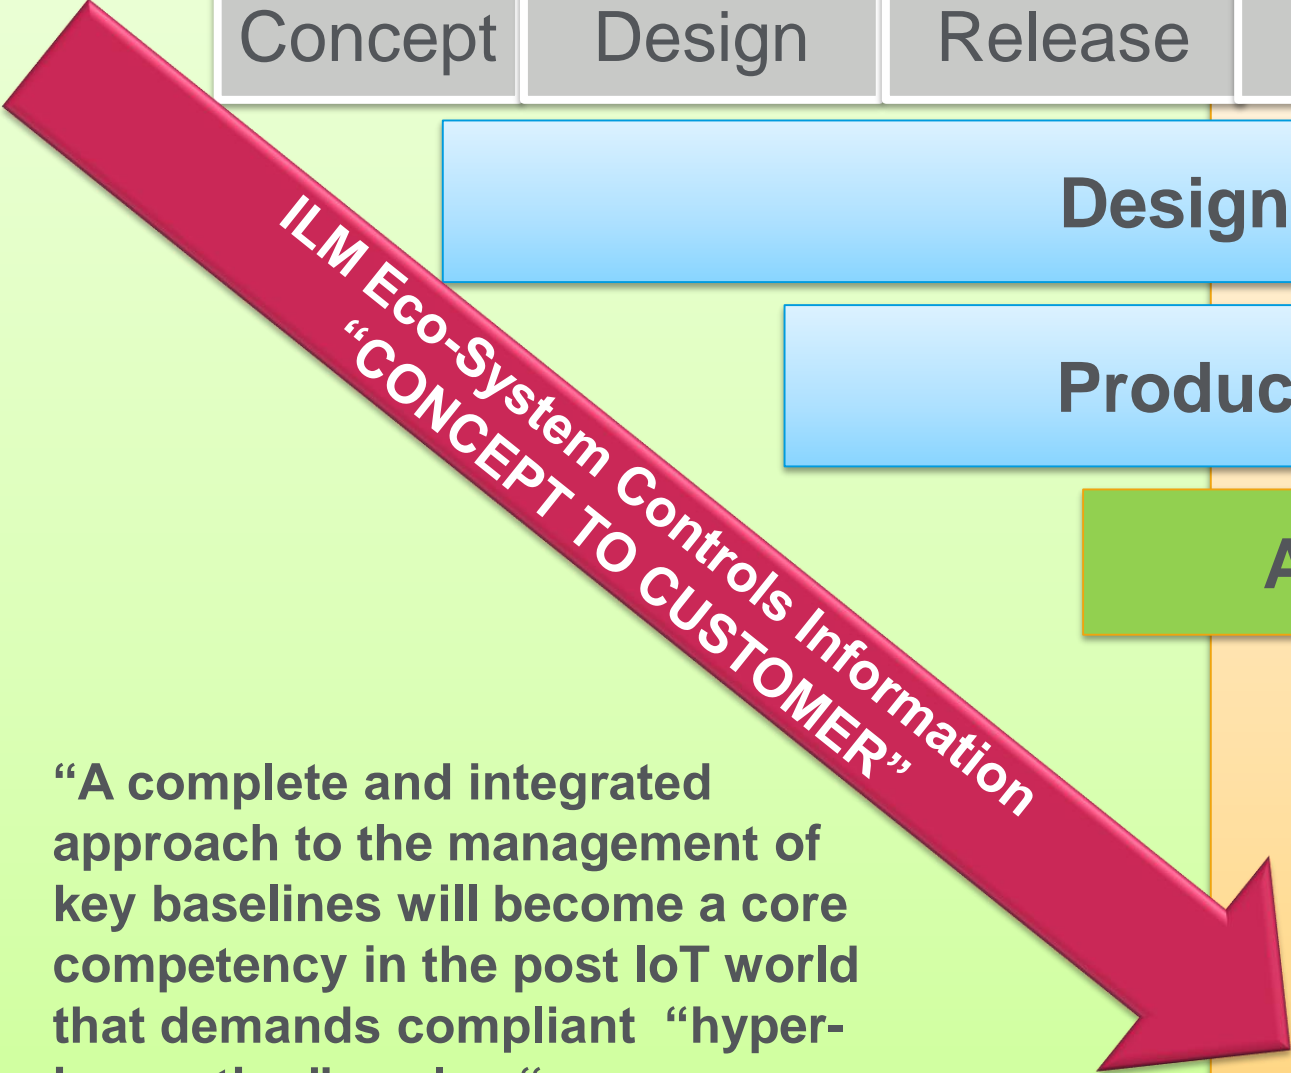 Concept Design Release
Design
Produc
A
ILM Eco-System Controls Information
“CONCEPT TO CUSTOMER”
“A complete and integrated
approach to the management of
key baselines will become a core
competency in the post IoT world
that demands compliant “hyper-